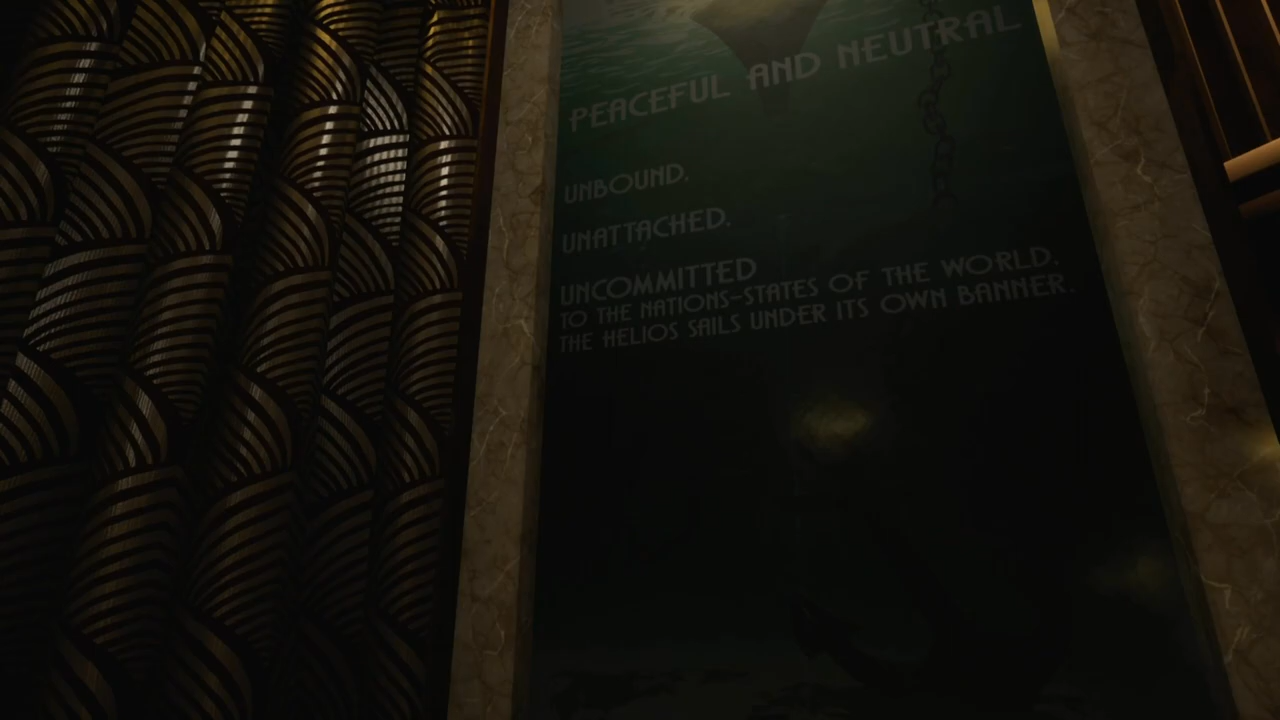 PEACEFUL AND NEUTRAL
UNBOUND,
UNATTACHED,
UNCOMMITTED
TO THE NATIONS-STATES OF THE WORLD,
THE HELIOS SAILS UNDER ITS OWN BANNER.